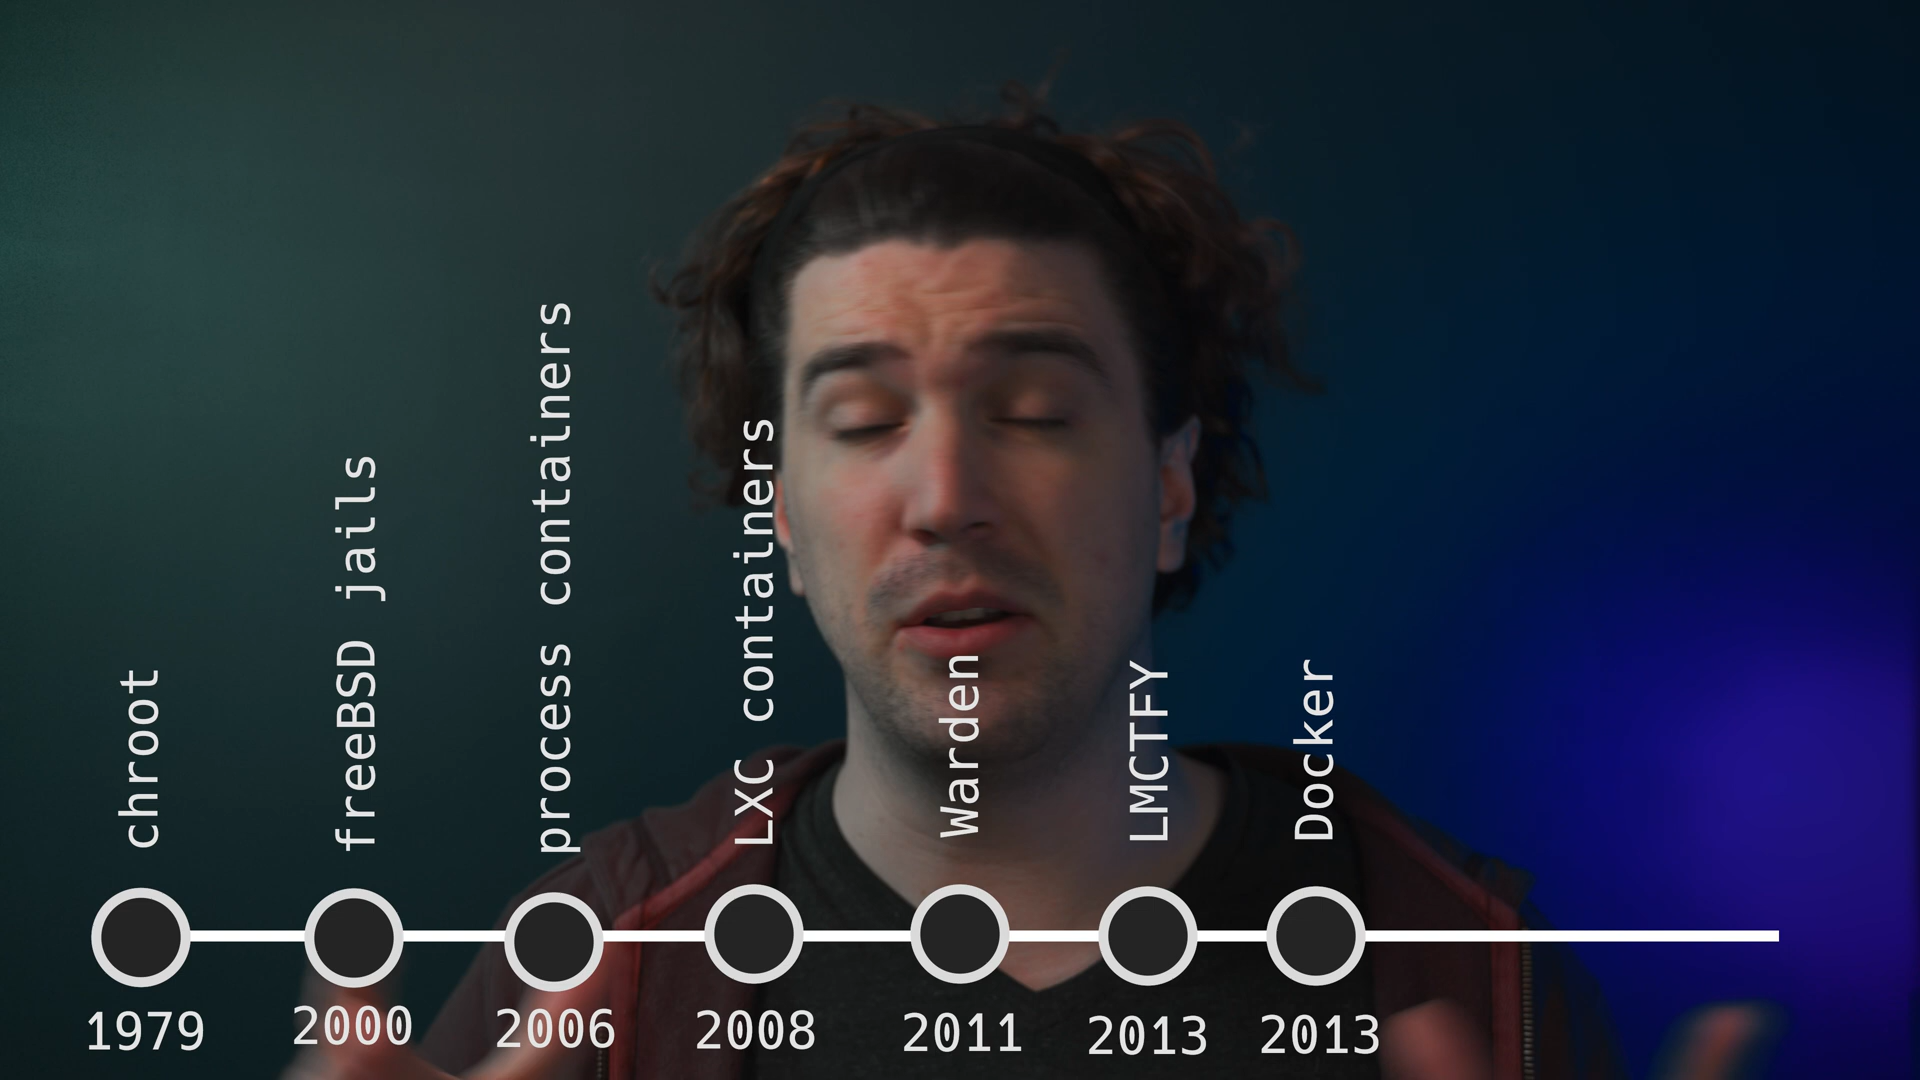 chroot
freeBSD jails
process containers
LXC containers
Warden
LMCTFY
Docker
1979
2000
2006
2008
2011
2013
2013